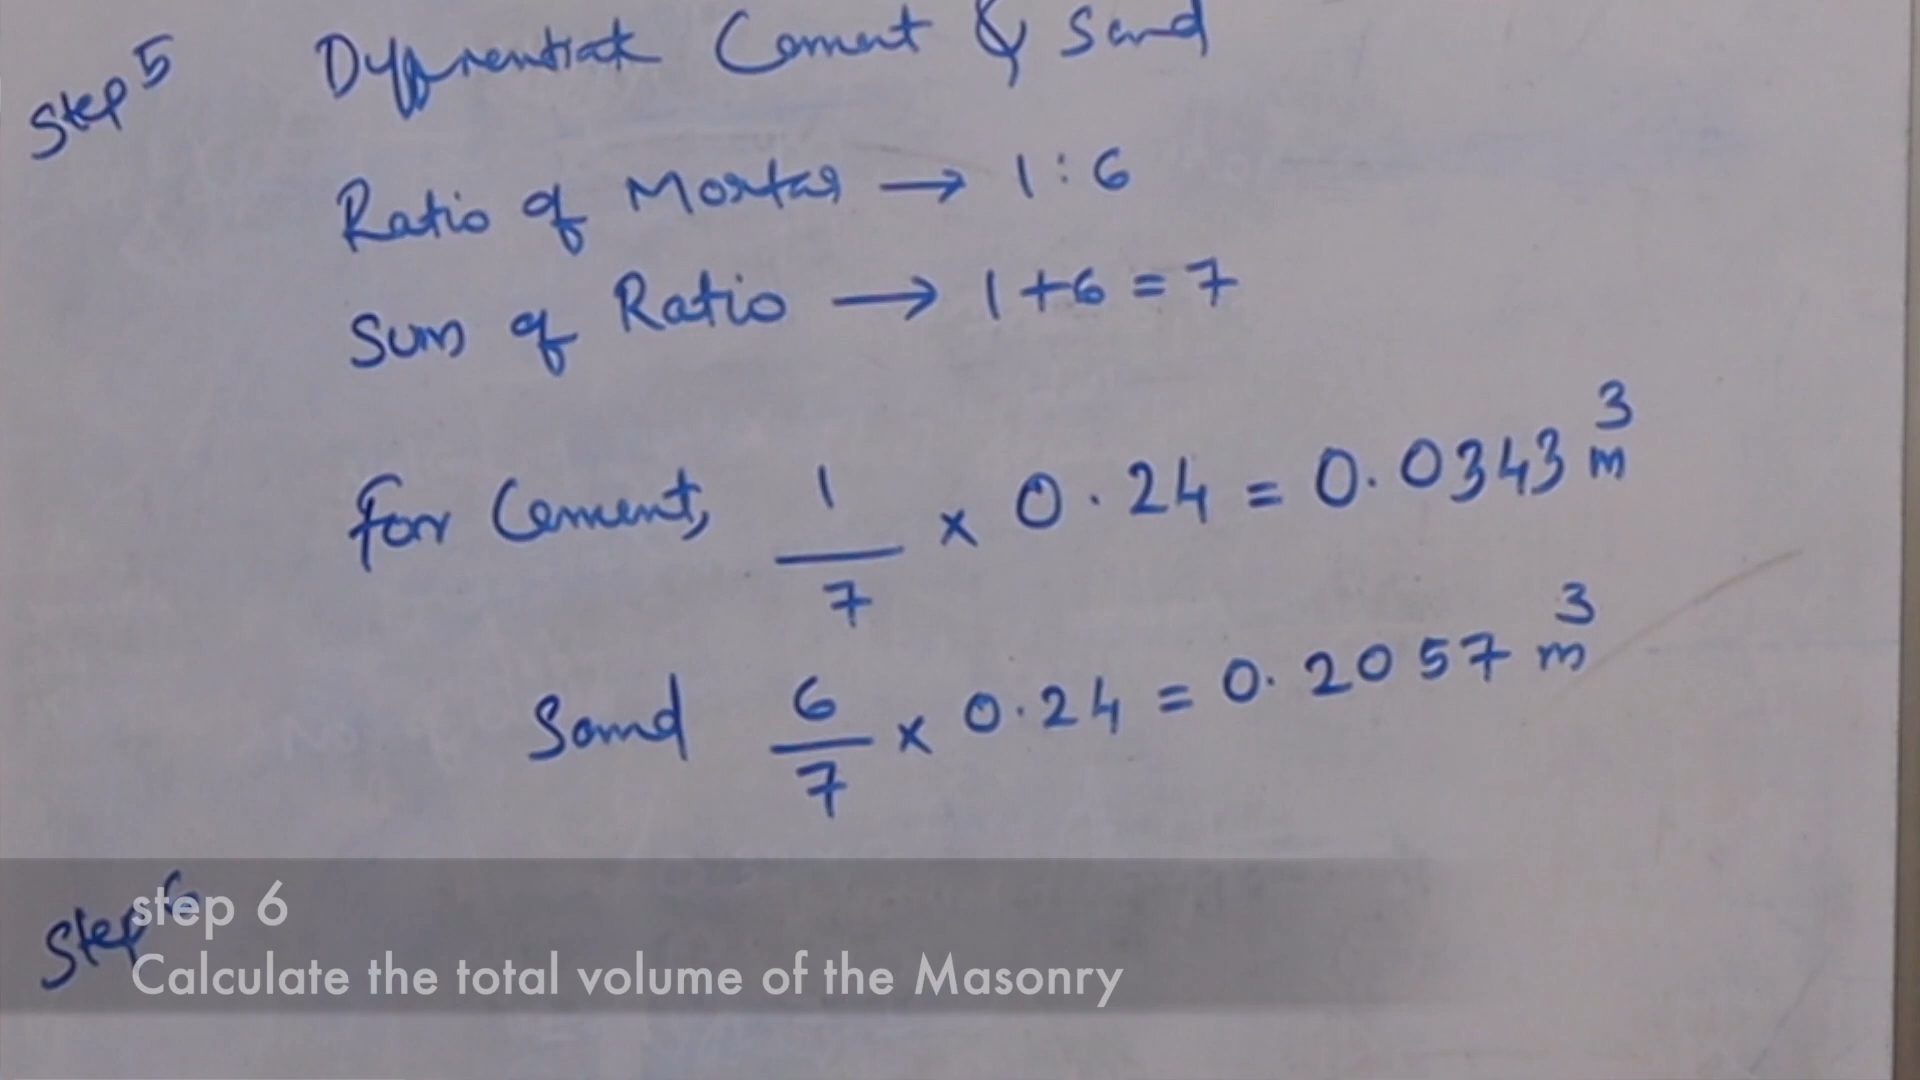 Step 5 Differentiate Cement & Sand
Ratio of Mortar → 1:6
Sum of Ratio → 1+6=7
For Cement, 1/7 x 0.24 = 0.0343 m³
Sand 6/7 x 0.24 = 0.2057 m³
Step 6
step 6
Calculate the total volume of the Masonry